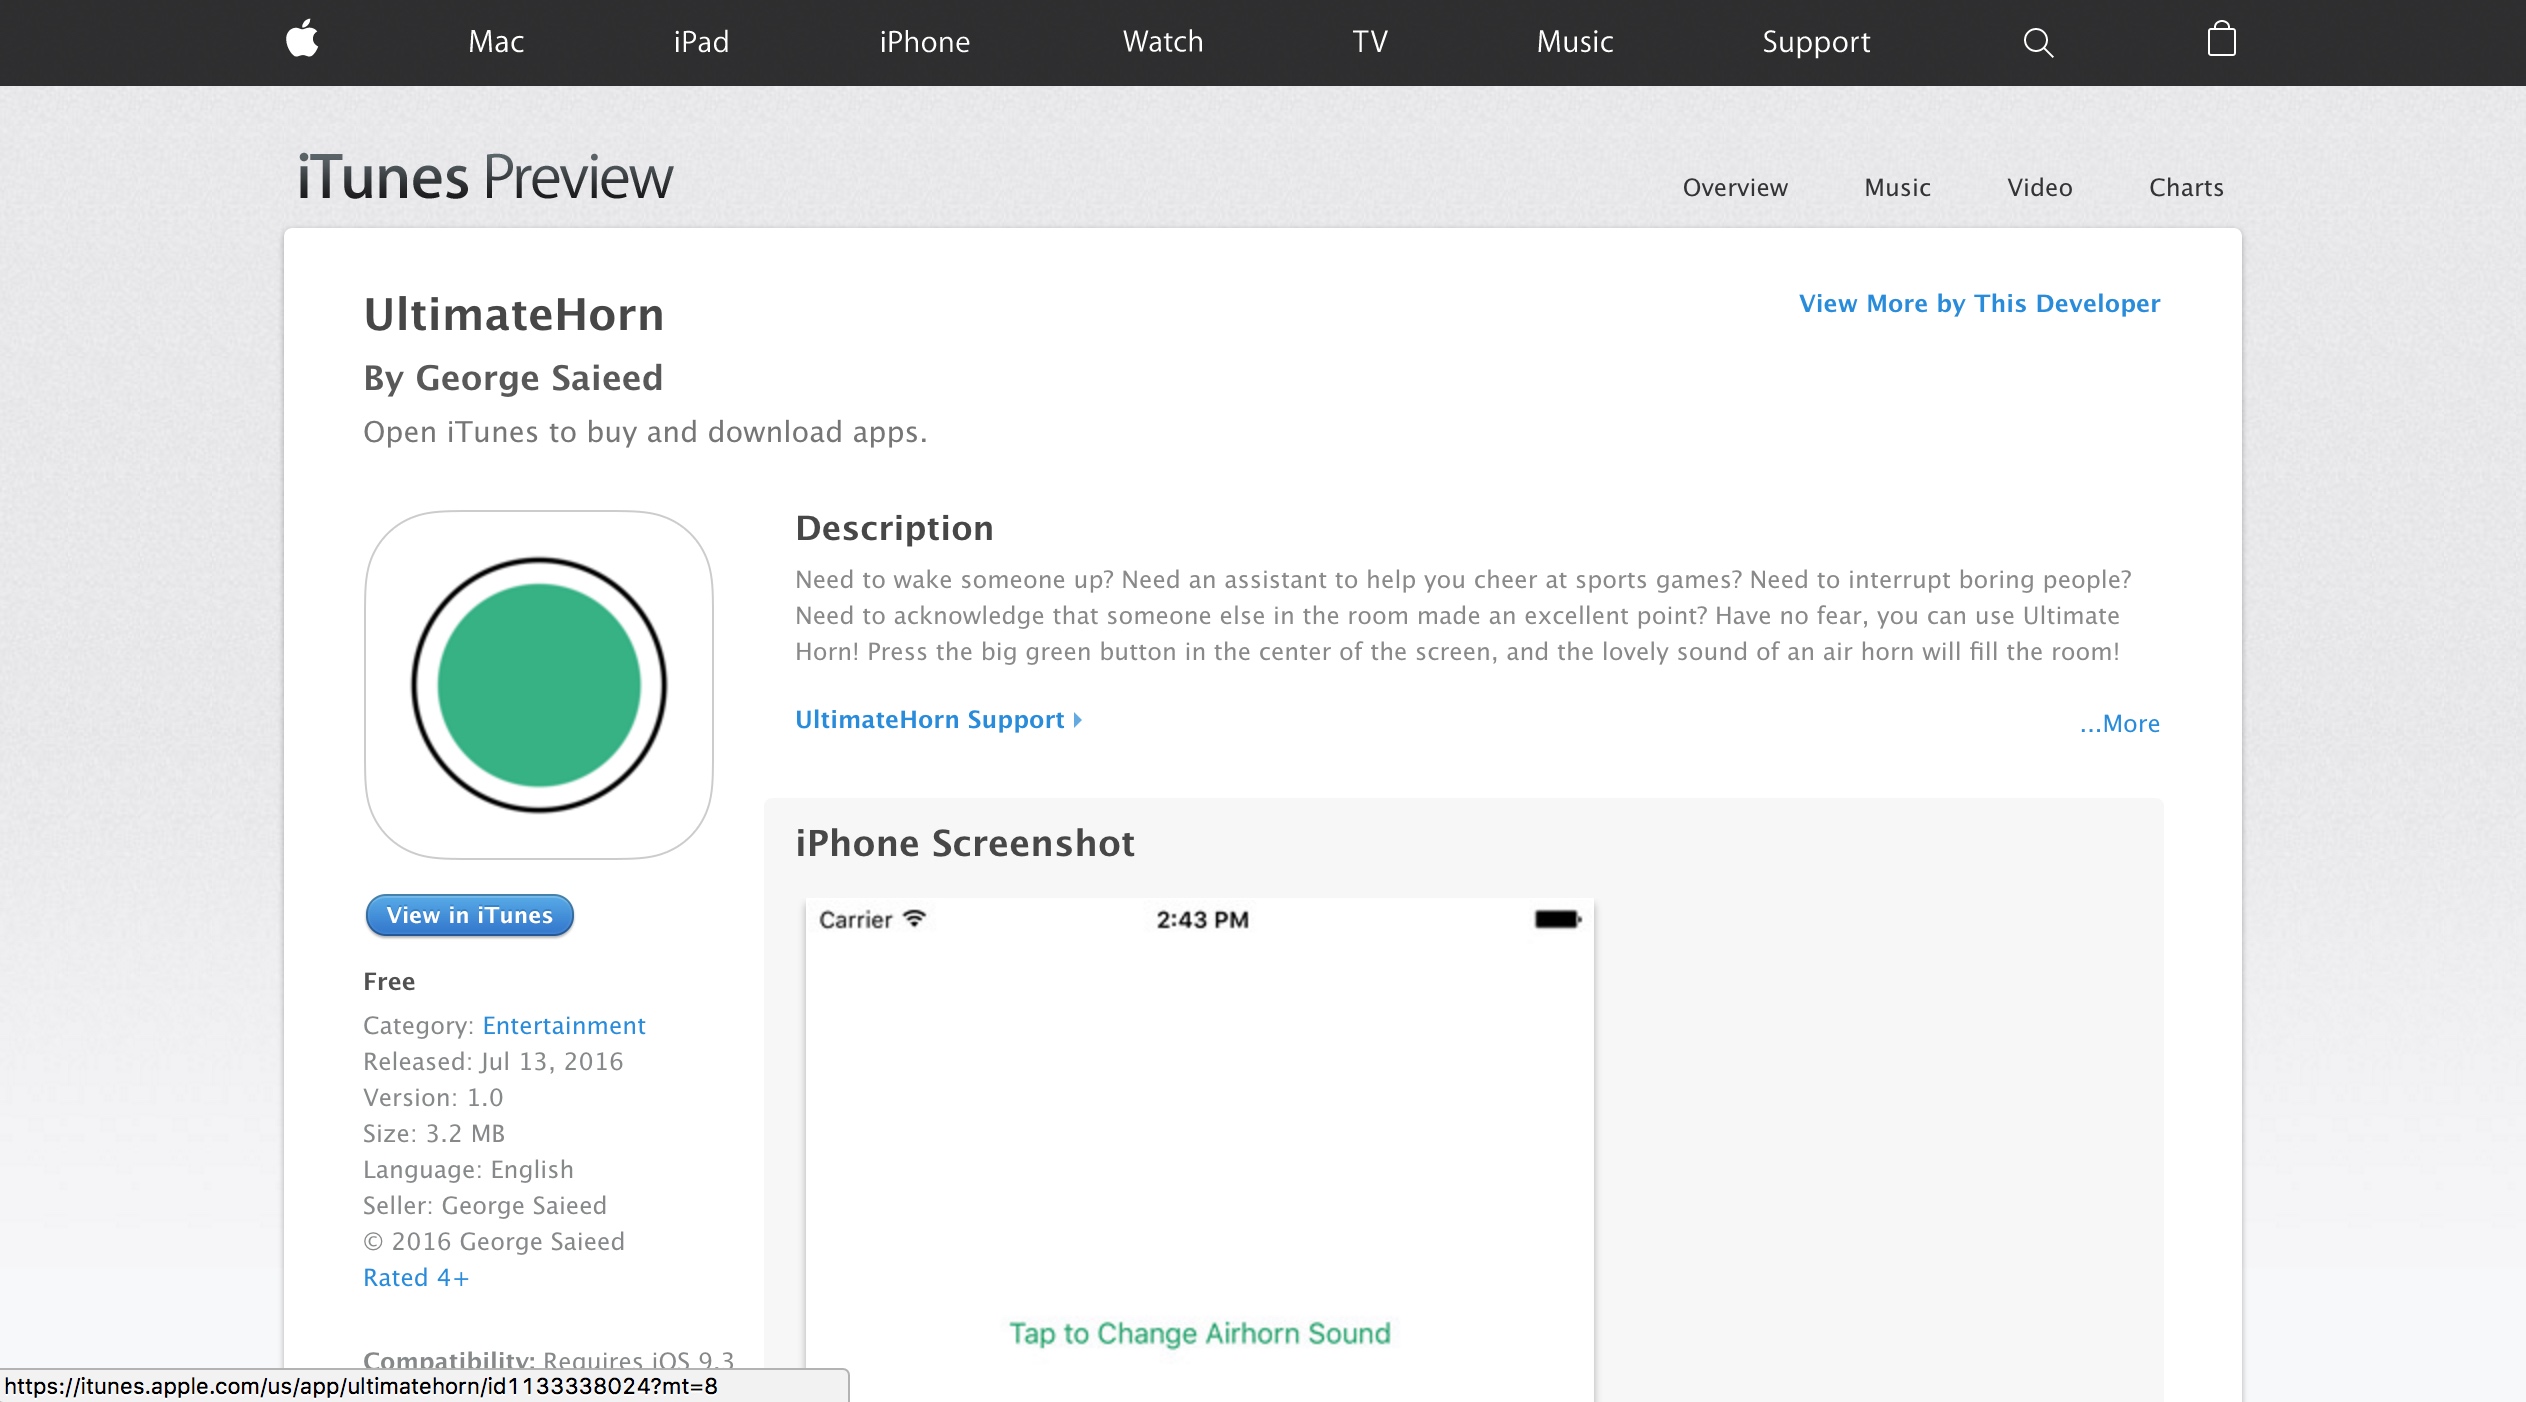 Mac iPad iPhone Watch TV Music Support
iTunes Preview
Overview Music Video Charts
UltimateHorn
View More by This Developer
By George Saieed
Open iTunes to buy and download apps.
Description
Need to wake someone up? Need an assistant to help you cheer at sports games? Need to interrupt boring people?
Need to acknowledge that someone else in the room made an excellent point? Have no fear, you can use Ultimate
Horn! Press the big green button in the center of the screen, and the lovely sound of an air horn will fill the room!
UltimateHorn Support
...More
View in iTunes
Free
Category: Entertainment
Released: Jul 13, 2016
Version: 1.0
Size: 3.2 MB
Language: English
Seller: George Saieed
© 2016 George Saieed
Rated 4+
Compatibility: Requires iOS 9.3
iPhone Screenshot
Carrier 2:43 PM
Tap to Change Airhorn Sound
https://itunes.apple.com/us/app/ultimatehorn/id1133338024?mt=8